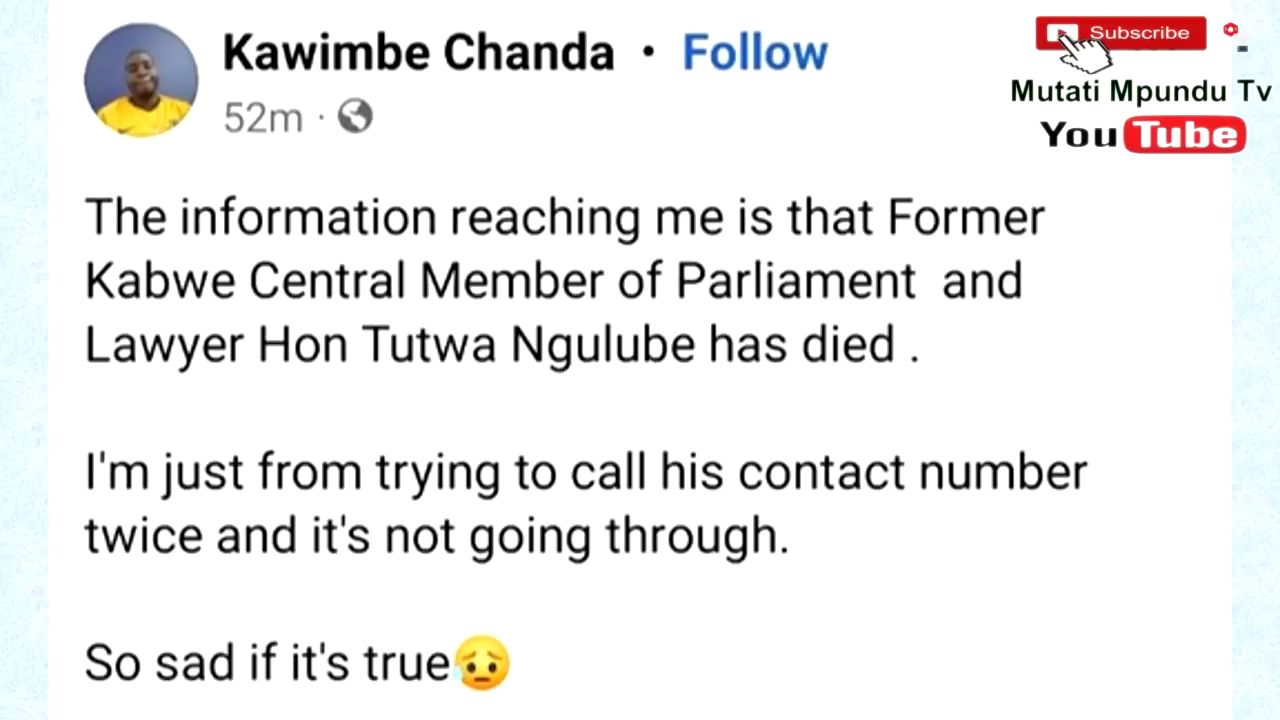 Kawimbe Chanda · Follow
52m ·
Subscribe
Mutati Mpundu Tv
YouTube
The information reaching me is that Former
Kabwe Central Member of Parliament and
Lawyer Hon Tutwa Ngulube has died .
I'm just from trying to call his contact number
twice and it's not going through.
So sad if it's true😥